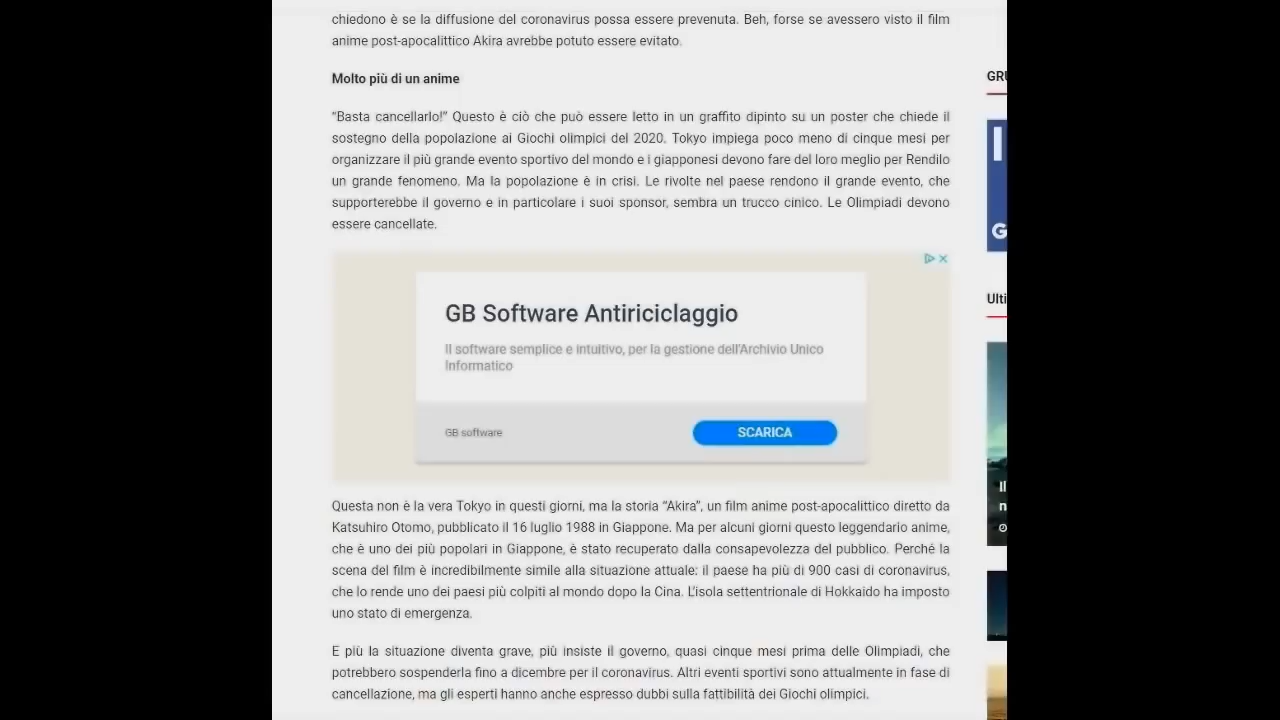 chiedono è se la diffusione del coronavirus possa essere prevenuta. Beh, forse se avessero visto il film
anime post-apocalittico Akira avrebbe potuto essere evitato.
Molto più di un anime
“Basta cancellarlo!” Questo è ciò che può essere letto in un graffito dipinto su un poster che chiede il
sostegno della popolazione ai Giochi olimpici del 2020. Tokyo impiega poco meno di cinque mesi per
organizzare il più grande evento sportivo del mondo e i giapponesi devono fare del loro meglio per Rendilo
un grande fenomeno. Ma la popolazione è in crisi. Le rivolte nel paese rendono il grande evento, che
supporterebbe il governo e in particolare i suoi sponsor, sembra un trucco cinico. Le Olimpiadi devono
essere cancellate.
GB Software Antiriciclaggio
Il software semplice e intuitivo, per la gestione dell'Archivio Unico
Informatico
GB software
SCARICA
Questa non è la vera Tokyo in questi giorni, ma la storia “Akira”, un film anime post-apocalittico diretto da
Katsuhiro Otomo, pubblicato il 16 luglio 1988 in Giappone. Ma per alcuni giorni questo leggendario anime,
che è uno dei più popolari in Giappone, è stato recuperato dalla consapevolezza del pubblico. Perché la
scena del film è incredibilmente simile alla situazione attuale: il paese ha più di 900 casi di coronavirus,
che lo rende uno dei paesi più colpiti al mondo dopo la Cina. L'isola settentrionale di Hokkaido ha imposto
uno stato di emergenza.
E più la situazione diventa grave, più insiste il governo, quasi cinque mesi prima delle Olimpiadi, che
potrebbero sospenderla fino a dicembre per il coronavirus. Altri eventi sportivi sono attualmente in fase di
cancellazione, ma gli esperti hanno anche espresso dubbi sulla fattibilità dei Giochi olimpici.
GRU
G
Ulti
Il
n